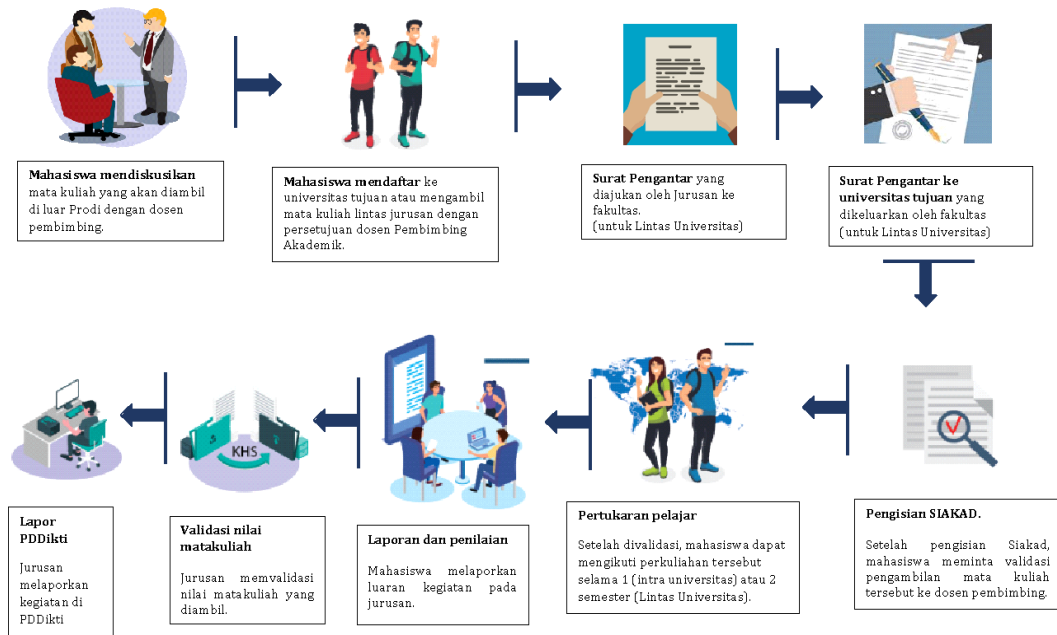 Mahasiswa mendiskusikan
mata kuliah yang akan diambil
di luar Prodi dengan dosen
pembimbing.
Mahasiswa mendaftar ke
universitas tujuan atau mengambil
mata kuliah lintas jurusan dengan
persetujuan dosen Pembimbing
Akademik.
Surat Pengantar yang
diajukan oleh Jurusan ke
fakultas.
(untuk Lintas Universitas)
Surat Pengantar ke
universitas tujuan yang
dikeluarkan oleh fakultas
(untuk Lintas Universitas)
Pengisian SIAKAD.
Setelah pengisian Siakad,
mahasiswa meminta validasi
pengambilan mata kuliah
tersebut ke dosen pembimbing.
Pertukaran pelajar
Setelah divalidasi, mahasiswa dapat
mengikuti perkuliahan tersebut
selama 1 (intra universitas) atau 2
semester (Lintas Universitas).
Laporan dan penilaian
Mahasiswa melaporkan
luaran kegiatan pada
jurusan.
KHS
Validasi nilai
matakuliah
Jurusan memvalidasi
nilai matakuliah yang
diambil.
Lapor
PDDikti
Jurusan
melaporkan
kegiatan di
PDDikti